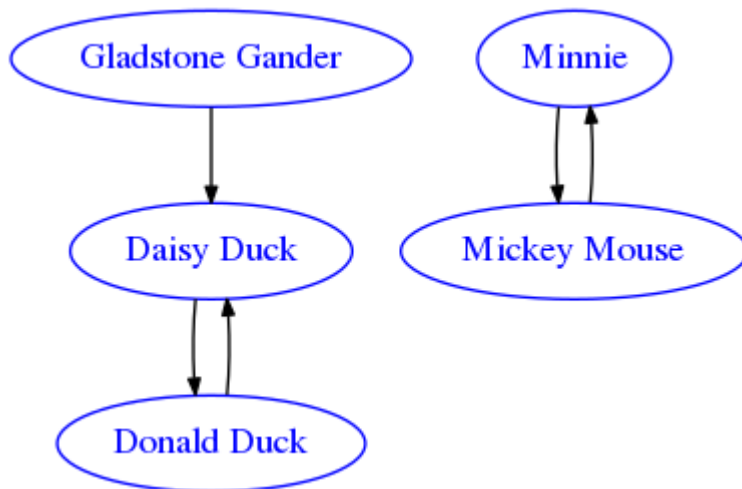 Gladstone Gander
Minnie
Daisy Duck
Mickey Mouse
Donald Duck